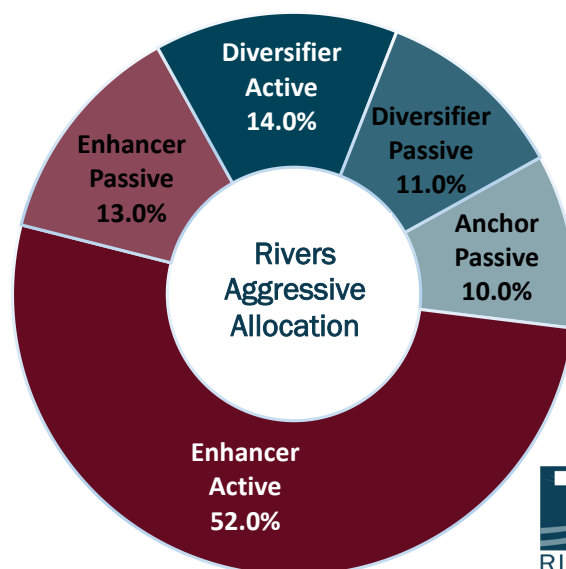 Diversifier
Active
14.0%
Diversifier
Passive
11.0%
Enhancer
Passive
13.0%
Anchor
Passive
10.0%
Rivers
Aggressive
Allocation
Enhancer
Active
52.0%
RI